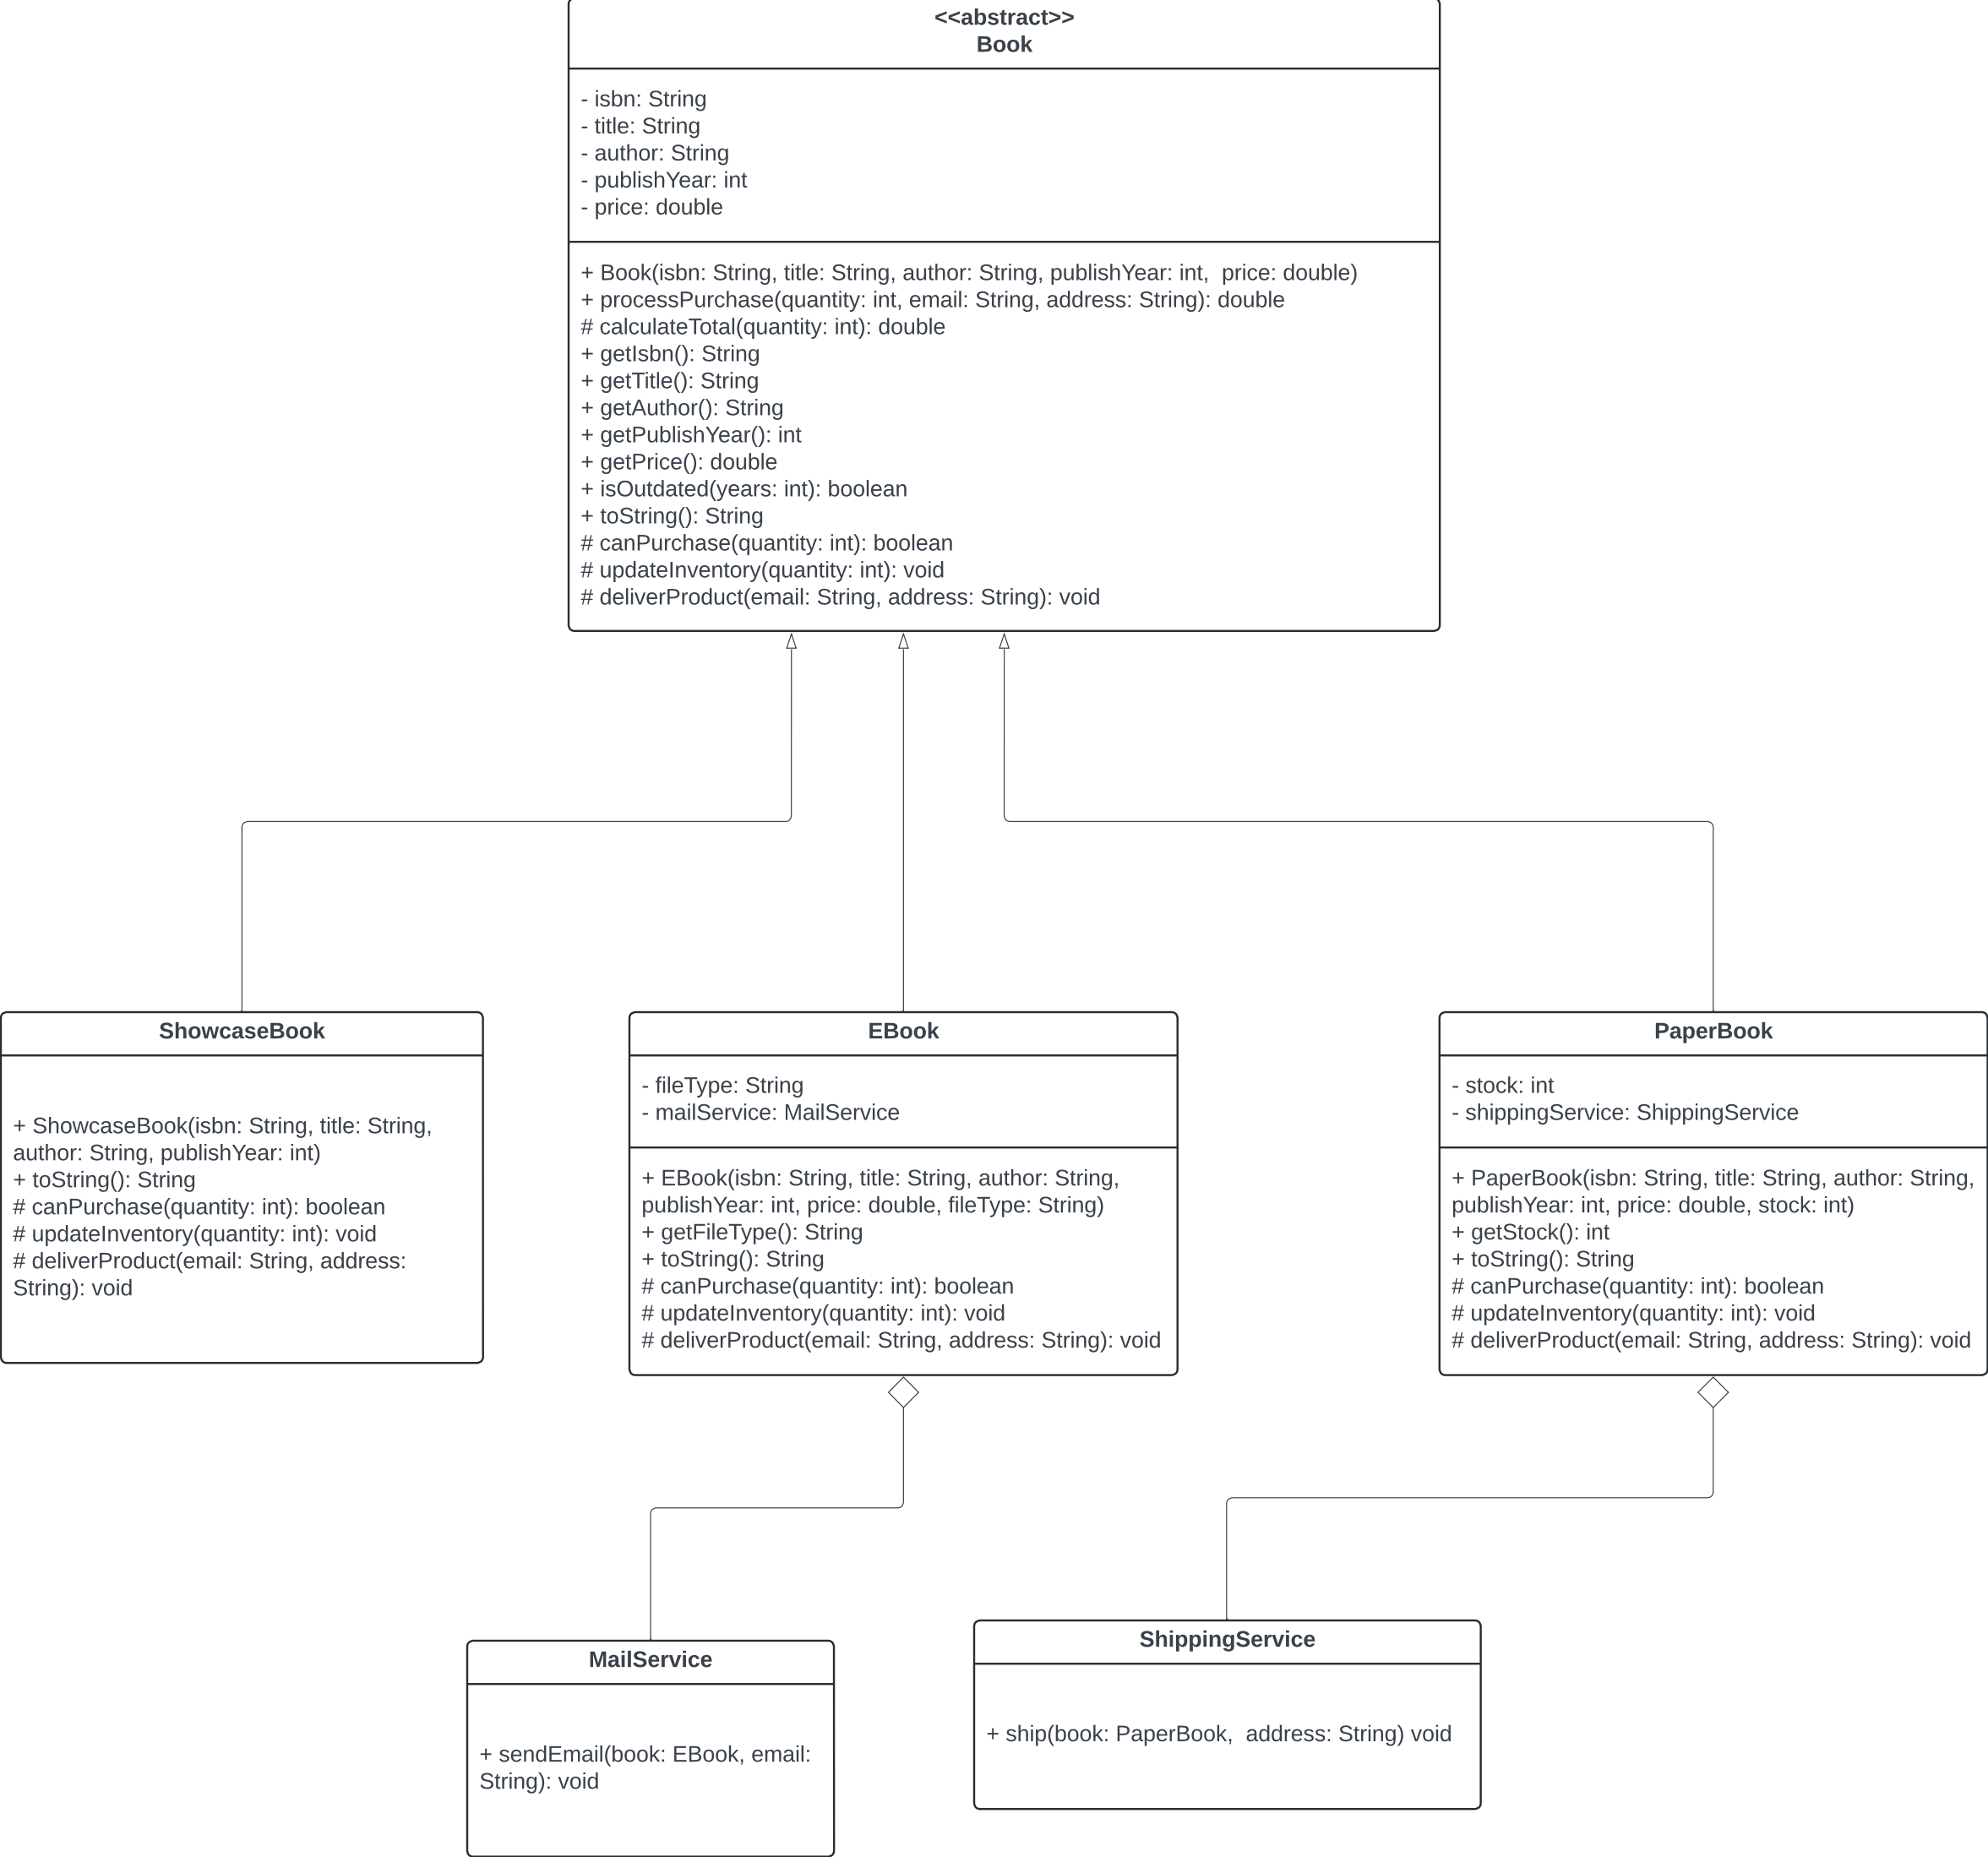 <<abstract>>
Book
- isbn: String
- title: String
- author: String
- publishYear: int
- price: double
+ Book(isbn: String, title: String, author: String, publishYear: int,  price: double)
+ processPurchase(quantity: int, email: String, address: String): double
# calculateTotal(quantity: int): double
+ getIsbn(): String
+ getTitle(): String
+ getAuthor(): String
+ getPublishYear(): int
+ getPrice(): double
+ isOutdated(years: int): boolean
+ toString(): String
# canPurchase(quantity: int): boolean
# updateInventory(quantity: int): void
# deliverProduct(email: String, address: String): void
ShowcaseBook
+ ShowcaseBook(isbn: String, title: String,
author: String, publishYear: int)
+ toString(): String
# canPurchase(quantity: int): boolean
# updateInventory(quantity: int): void
# deliverProduct(email: String, address:
String): void
EBook
- fileType: String
- mailService: MailService
+ EBook(isbn: String, title: String, author: String,
publishYear: int, price: double, fileType: String)
+ getFileType(): String
+ toString(): String
# canPurchase(quantity: int): boolean
# updateInventory(quantity: int): void
# deliverProduct(email: String, address: String): void
PaperBook
- stock: int
- shippingService: ShippingService
+ PaperBook(isbn: String, title: String, author: String,
publishYear: int, price: double, stock: int)
+ getStock(): int
+ toString(): String
# canPurchase(quantity: int): boolean
# updateInventory(quantity: int): void
# deliverProduct(email: String, address: String): void
MailService
+ sendEmail(book: EBook, email:
String): void
ShippingService
+ ship(book: PaperBook,  address: String) void